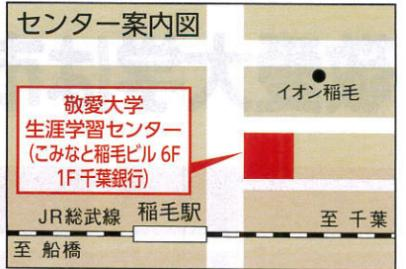 センター案内図
イオン稲毛
敬愛大学
生涯学習センター
(こみなと稲毛ビル 6F
1F 千葉銀行)
JR総武線 稲毛駅
至 千葉
至 船橋